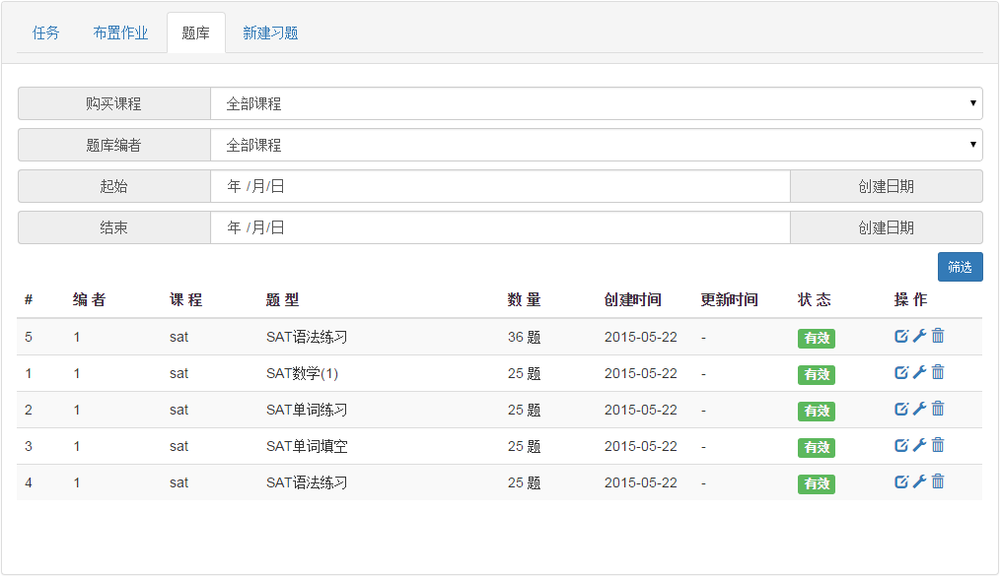 任务 布置作业 题库 新建习题
购买课程 全部课程
题库编者 全部课程
起始 年 /月/日 创建日期
结束 年 /月/日 创建日期
筛选
# 编 者 课 程 题 型 数 量 创建时间 更新时间 状 态 操 作
5 1 sat SAT语法练习 36 题 2015-05-22 - 有效
1 1 sat SAT数学(1) 25 题 2015-05-22 - 有效
2 1 sat SAT单词练习 25 题 2015-05-22 - 有效
3 1 sat SAT单词填空 25 题 2015-05-22 - 有效
4 1 sat SAT语法练习 25 题 2015-05-22 - 有效